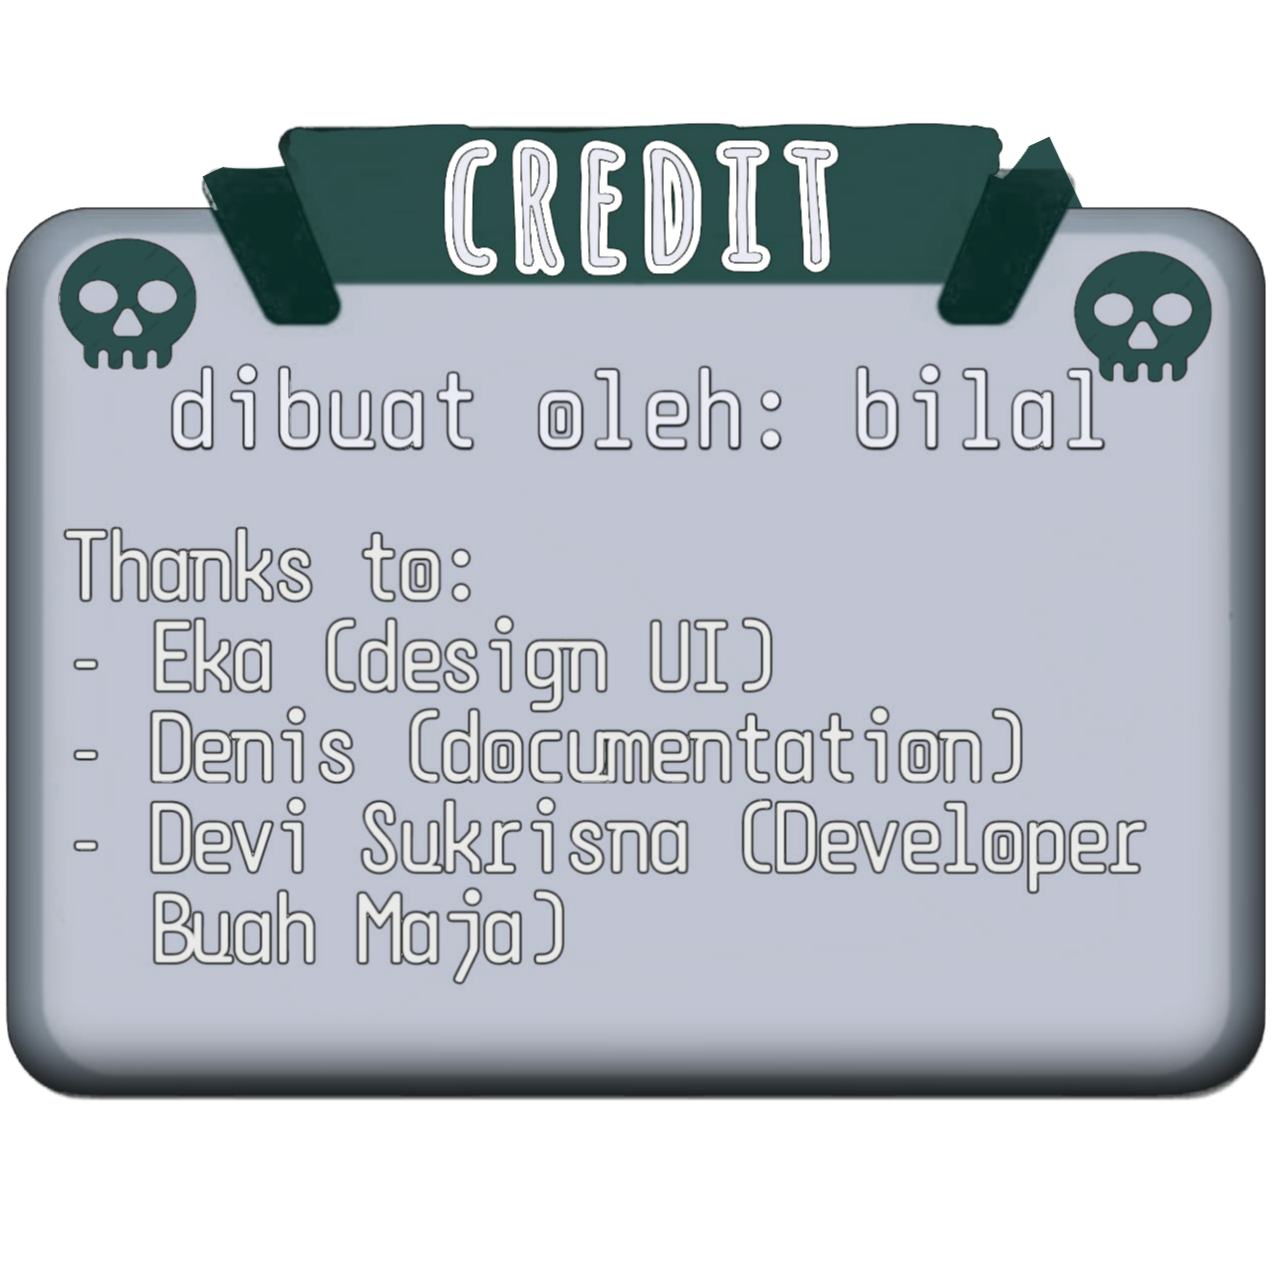 CREDIT
dibuat oleh: bilal
Thanks to:
- Eka (design UI)
- Denis (documentation)
- Devi Sukrisna (Developer
Buah Maja)